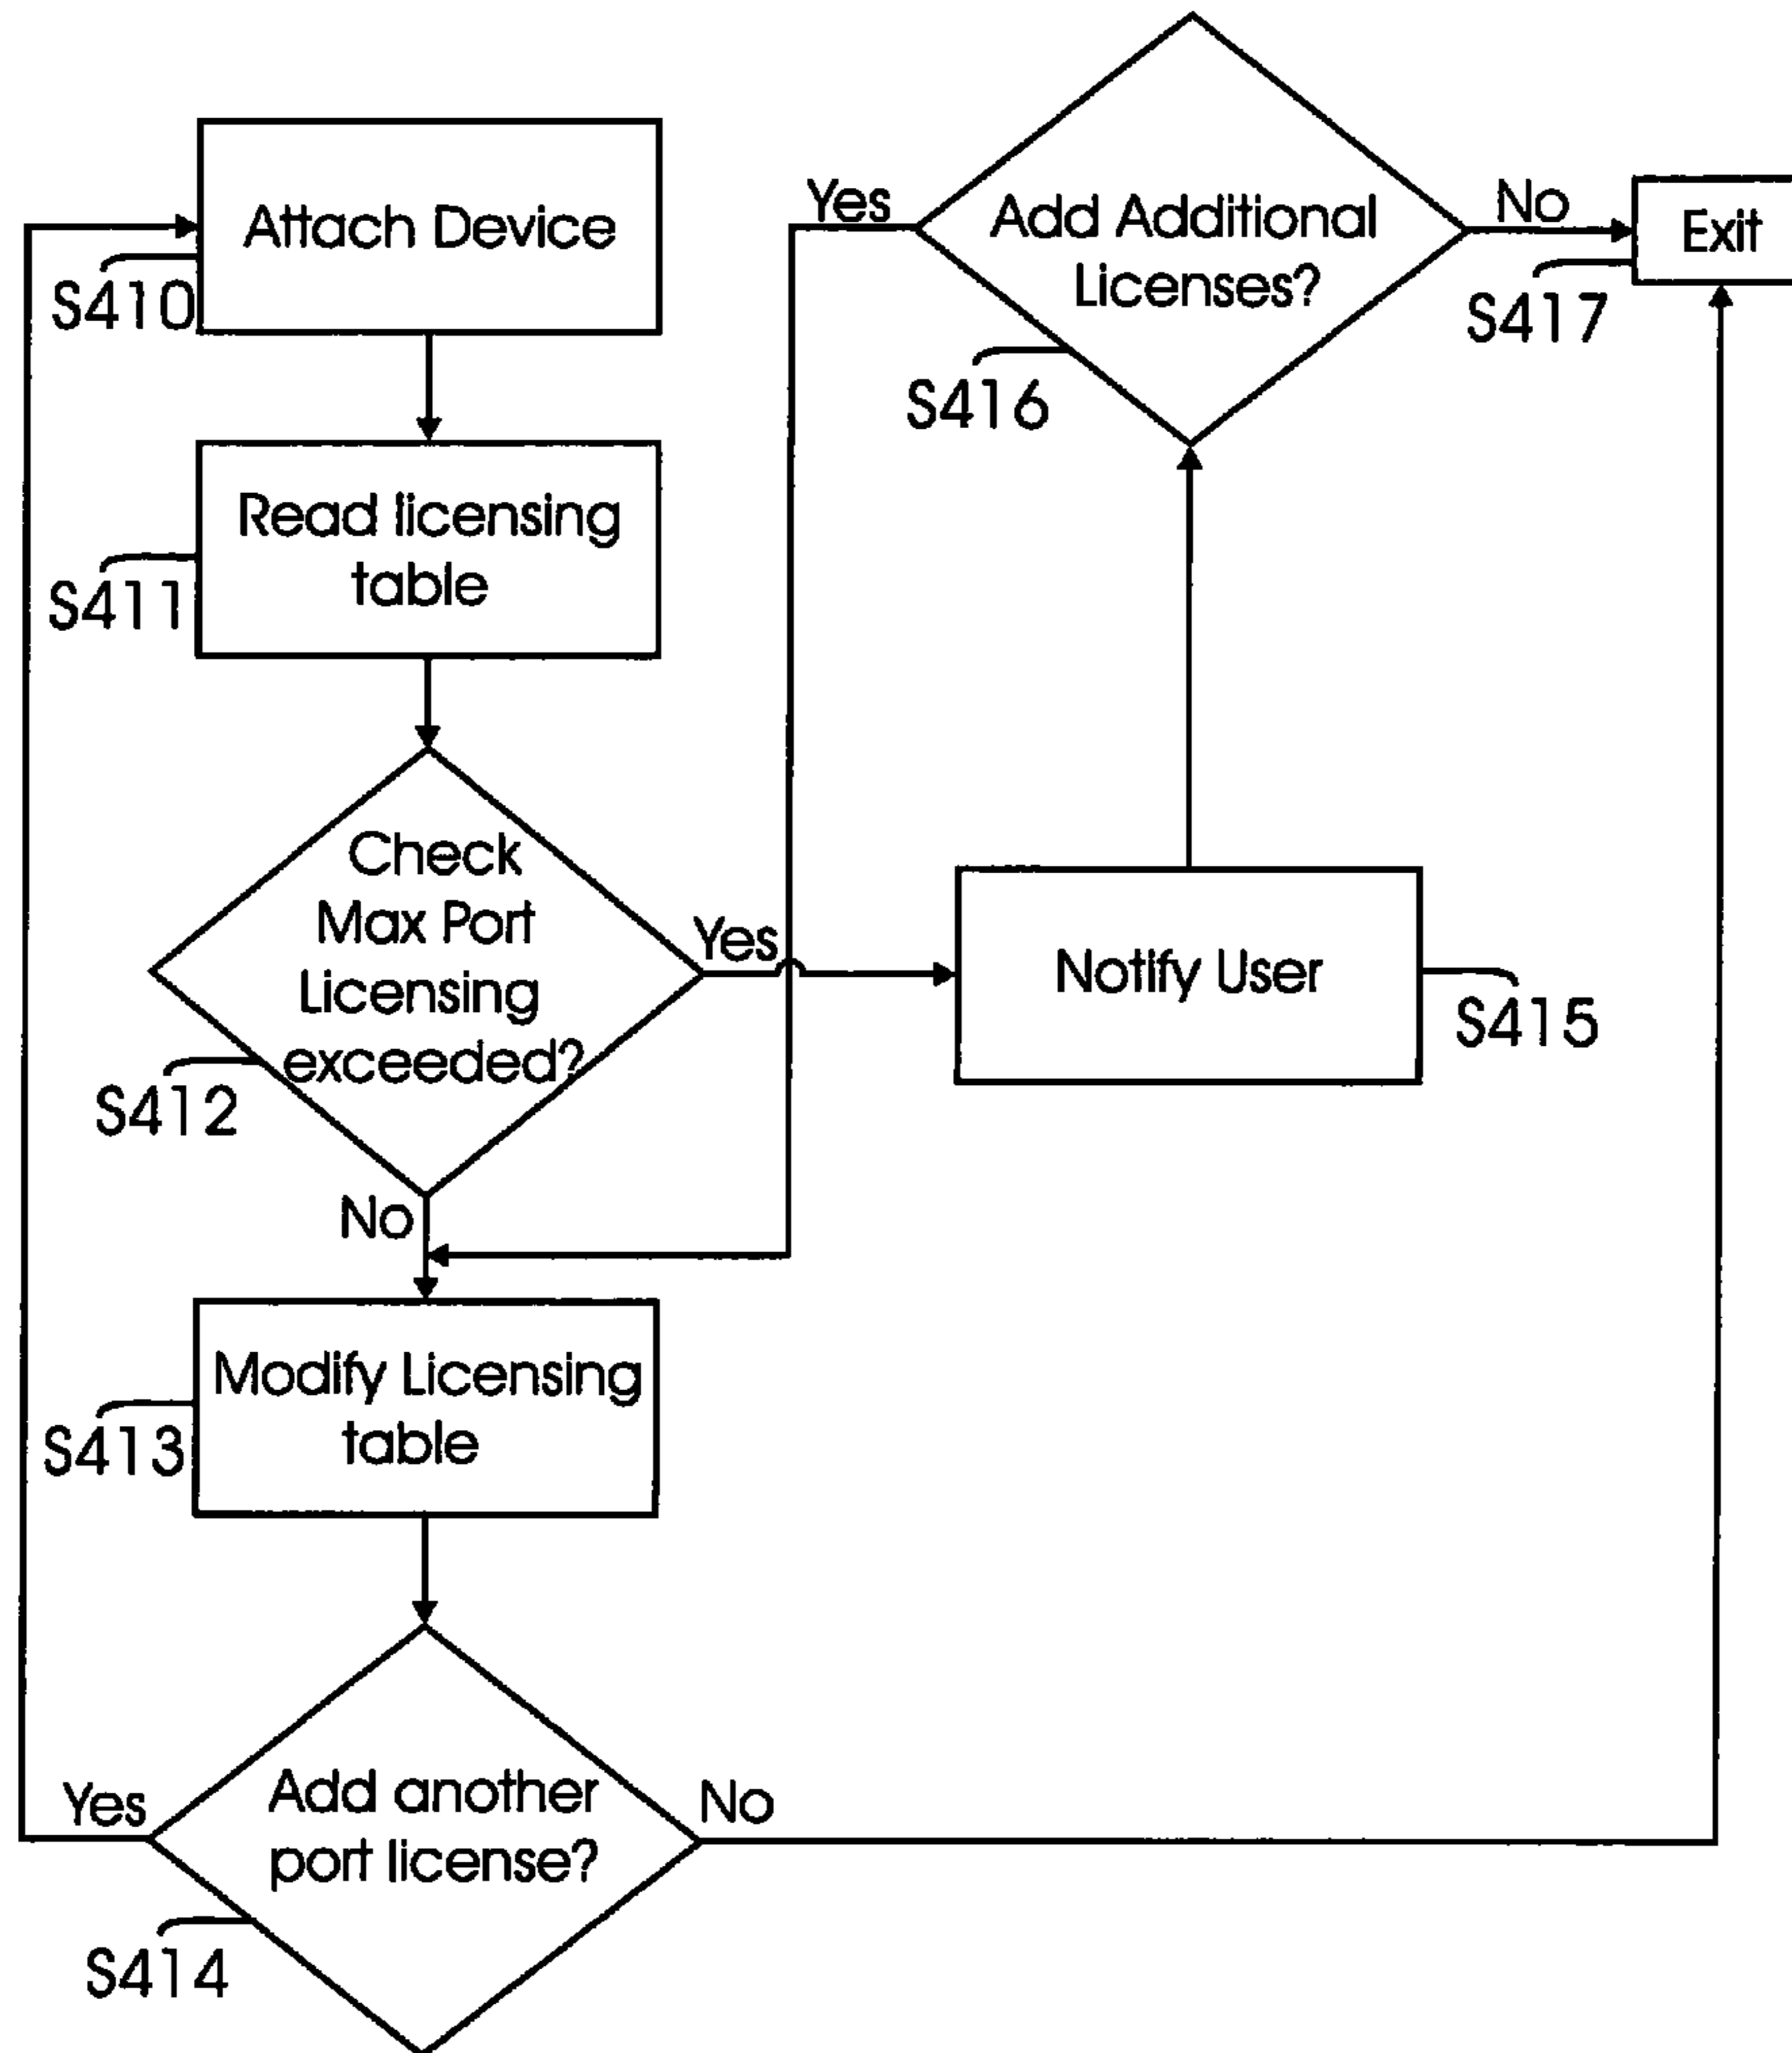 Attach Device
S410
Read licensing
table
S411
Check
Max Port
Licensing
exceeded?
S412
Yes
No
Modify Licensing
table
S413
Add another
port license?
S414
Yes
No
Notify User
S415
Add Additional
Licenses?
S416
Yes
No
Exit
S417